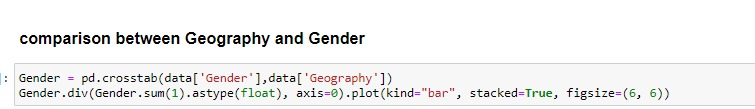 comparison between Geography and Gender
]: Gender = pd.crosstab(data['Gender'],data['Geography'])
Gender.div(Gender.sum(1).astype(float), axis=0).plot(kind="bar", stacked=True, figsize=(6, 6))